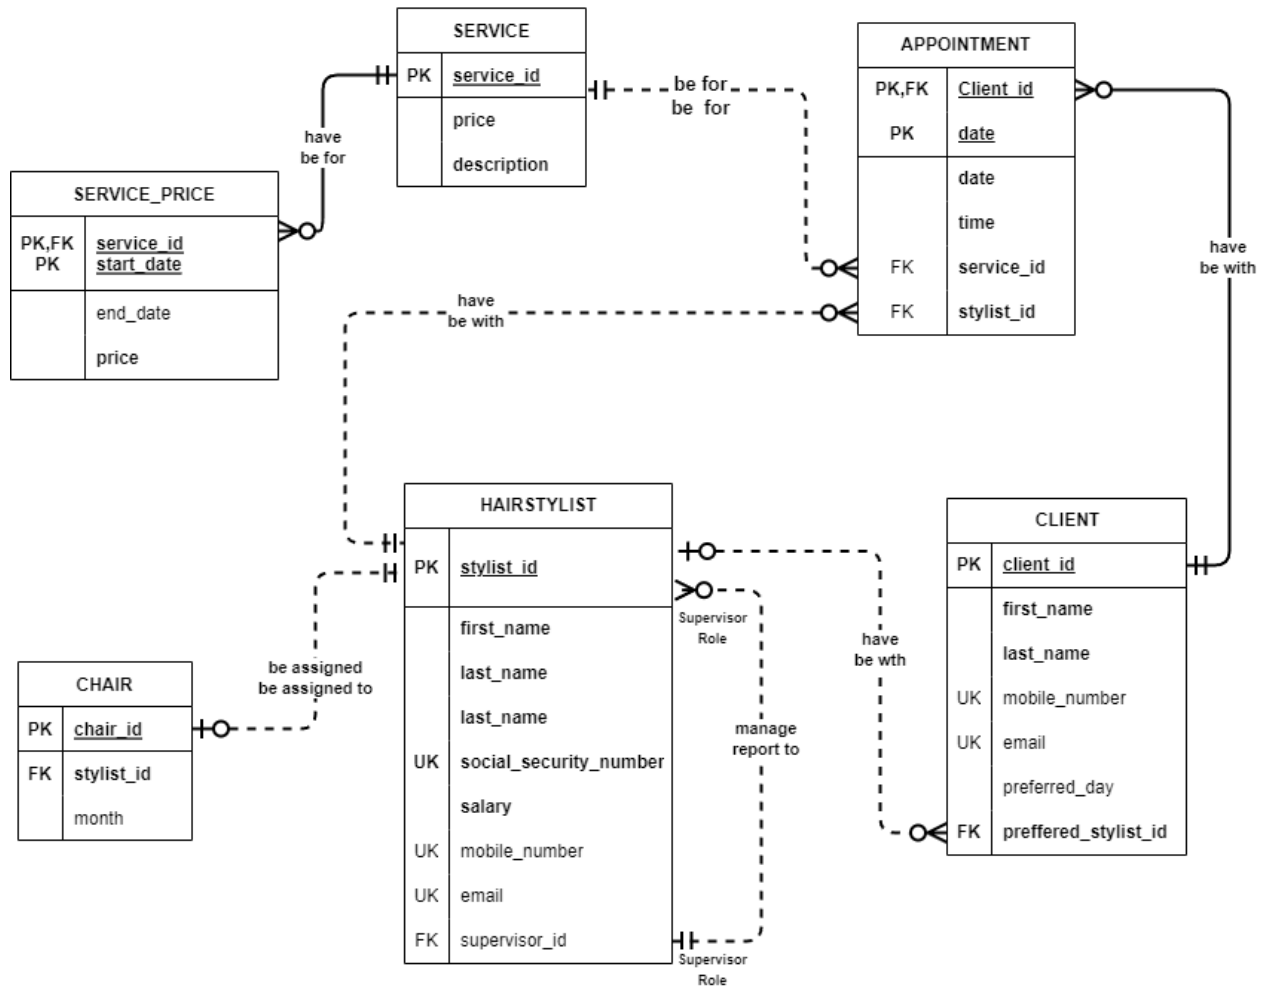 SERVICE
PK service_id
price
description
be for
be for
APPOINTMENT
PK,FK Client_id
PK date
date
time
FK service_id
FK stylist_id
have
be for
SERVICE_PRICE
PK,FK service_id
PK start_date
end_date
price
have
be with
have
be with
HAIRSTYLIST
PK stylist_id
first_name
last_name
last_name
UK social_security_number
salary
UK mobile_number
UK email
FK supervisor_id
Supervisor
Role
manage
report to
Supervisor
Role
have
be wth
CLIENT
PK client_id
first_name
last_name
UK mobile_number
UK email
preferred_day
FK preffered_stylist_id
be assigned
be assigned to
CHAIR
PK chair_id
FK stylist_id
month